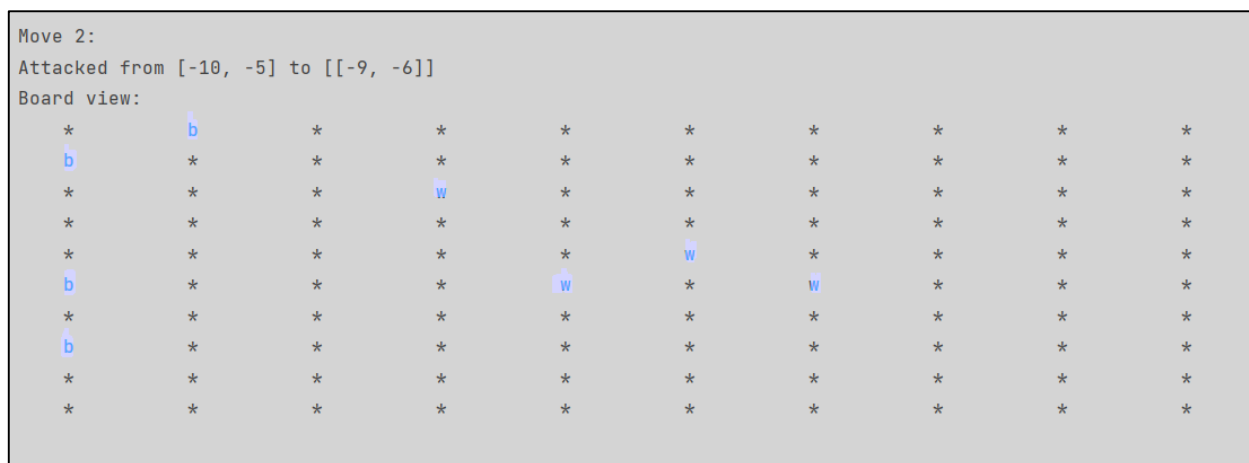 Move 2:
Attacked from [-10, -5] to [[-9, -6]]
Board view:
* b * * * * * * * *
b * * * * * * * * *
* * * w * * * * * *
* * * * * * * * * *
* * * * * w * * * *
b * * * w * w * * *
* * * * * * * * * *
b * * * * * * * * *
* * * * * * * * * *
* * * * * * * * * *